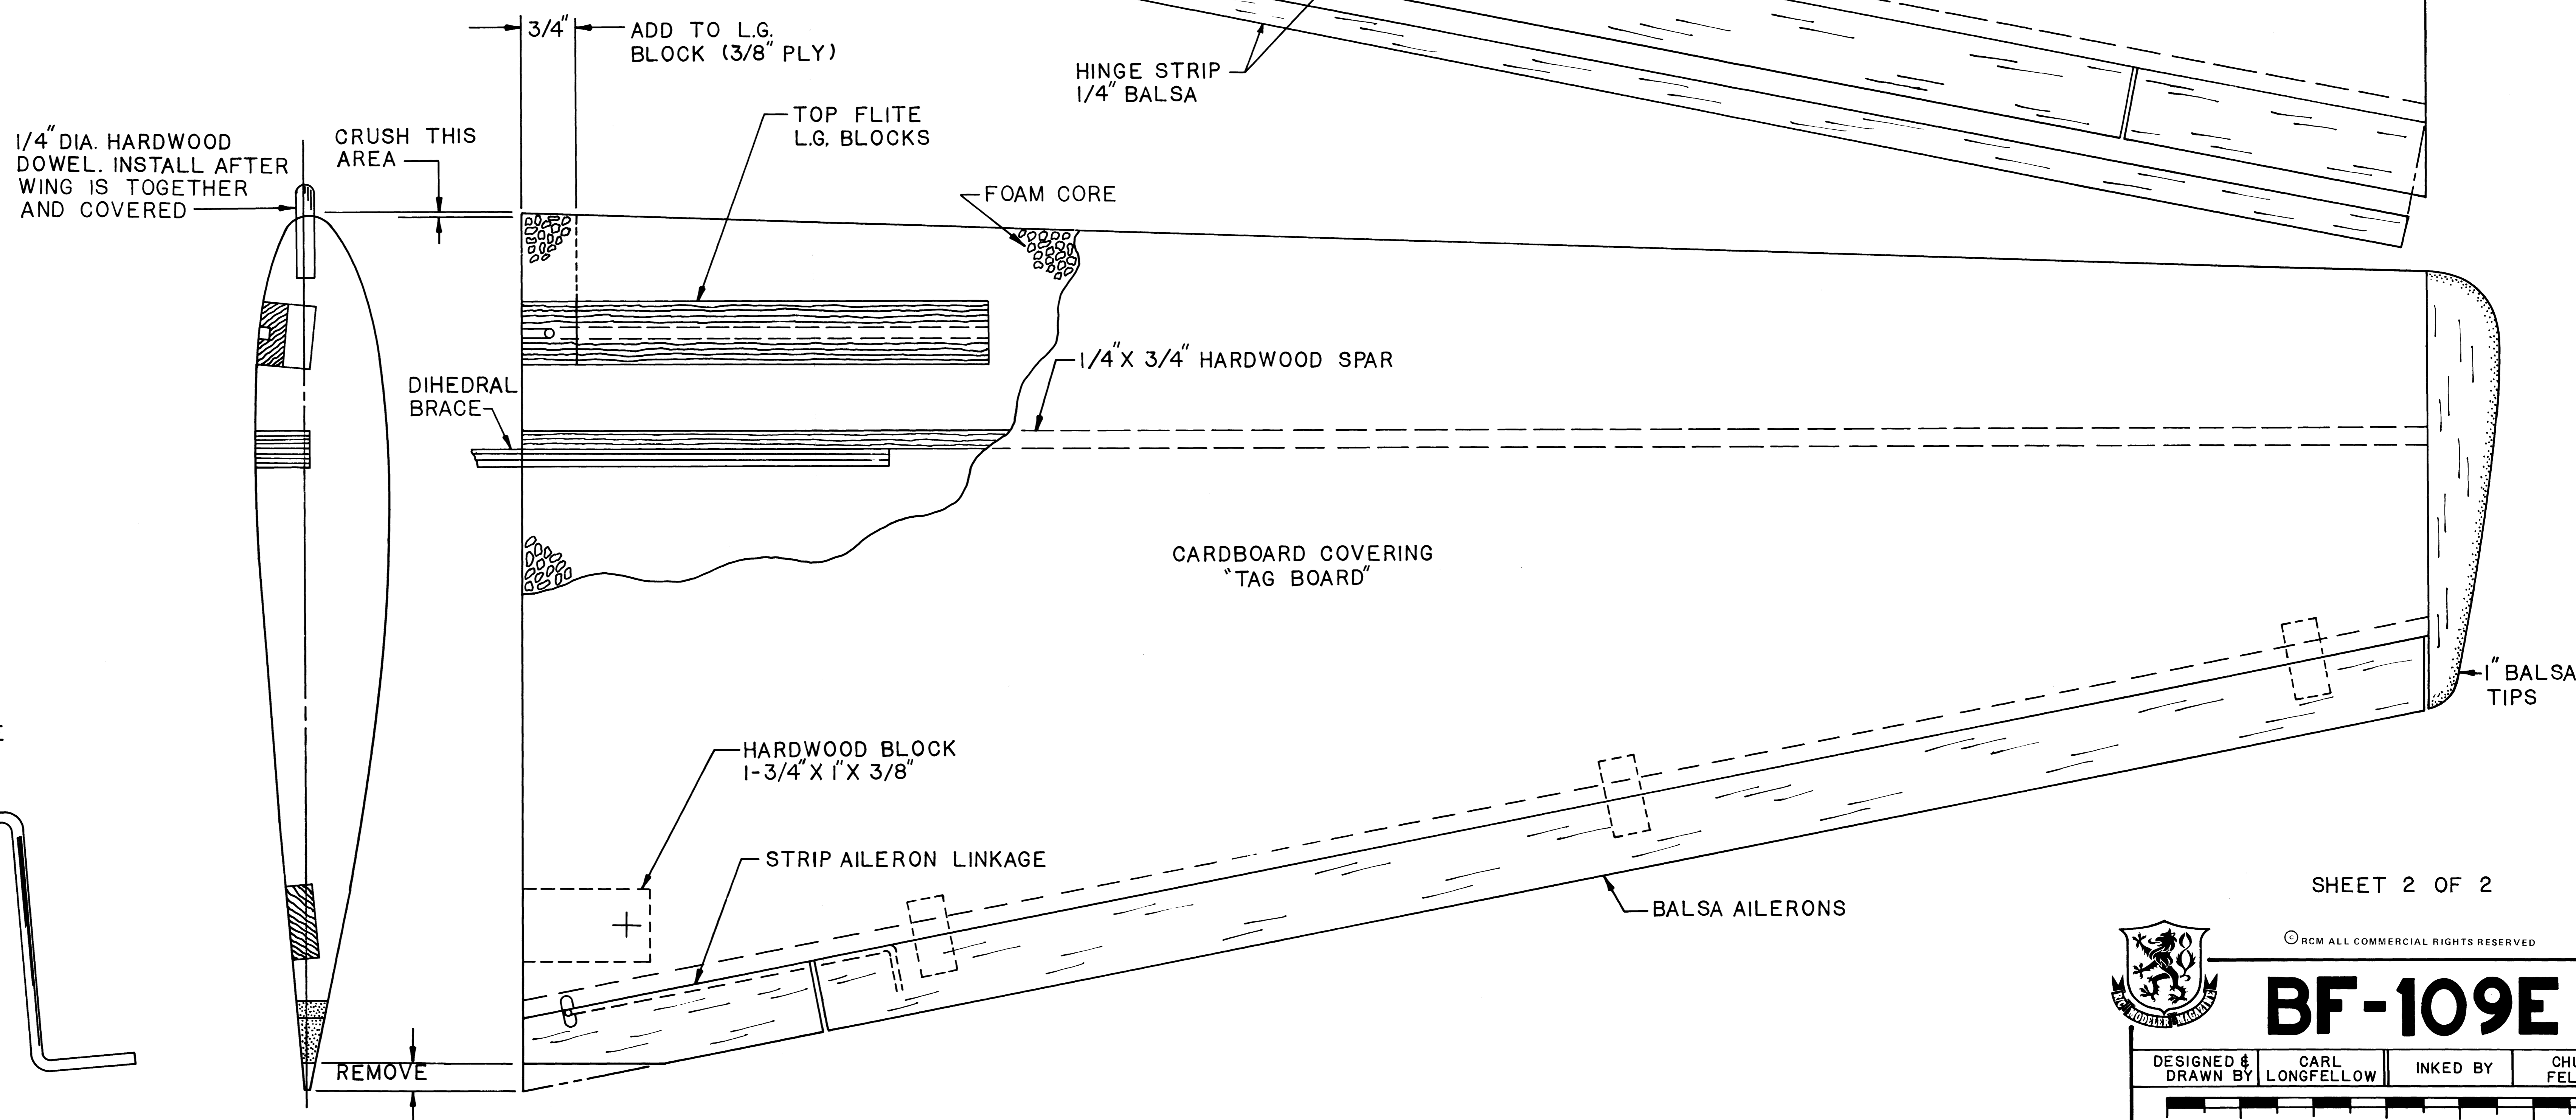 3/4"
ADD TO L.G.
BLOCK (3/8" PLY)
HINGE STRIP
1/4" BALSA
TOP FLITE
L.G. BLOCKS
1/4" DIA. HARDWOOD
DOWEL. INSTALL AFTER
WING IS TOGETHER
AND COVERED
CRUSH THIS
AREA
FOAM CORE
1/4" X 3/4" HARDWOOD SPAR
DIHEDRAL
BRACE
CARDBOARD COVERING
"TAG BOARD"
1" BALSA
TIPS
HARDWOOD BLOCK
1-3/4" X 1" X 3/8"
STRIP AILERON LINKAGE
BALSA AILERONS
REMOVE
SHEET 2 OF 2
© RCM ALL COMMERCIAL RIGHTS RESERVED
R/C MODELER MAGAZINE
BF-109E
DESIGNED &
DRAWN BY
CARL
LONGFELLOW
INKED BY